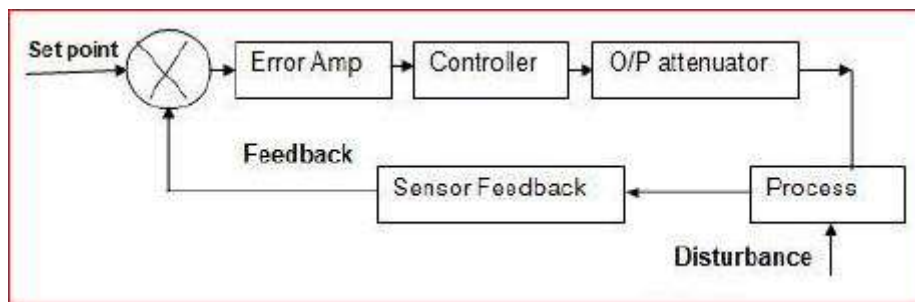 Set point
Error Amp
Controller
O/P attenuator
Feedback
Sensor Feedback
Process
Disturbance